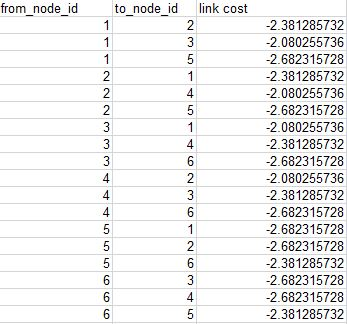 from_node_id to_node_id link cost
1 2 -2.381285732
1 3 -2.080255736
1 5 -2.682315728
2 1 -2.381285732
2 4 -2.080255736
2 5 -2.682315728
3 1 -2.080255736
3 4 -2.381285732
3 6 -2.682315728
4 2 -2.080255736
4 3 -2.381285732
4 6 -2.682315728
5 1 -2.682315728
5 2 -2.682315728
5 6 -2.381285732
6 3 -2.682315728
6 4 -2.682315728
6 5 -2.381285732